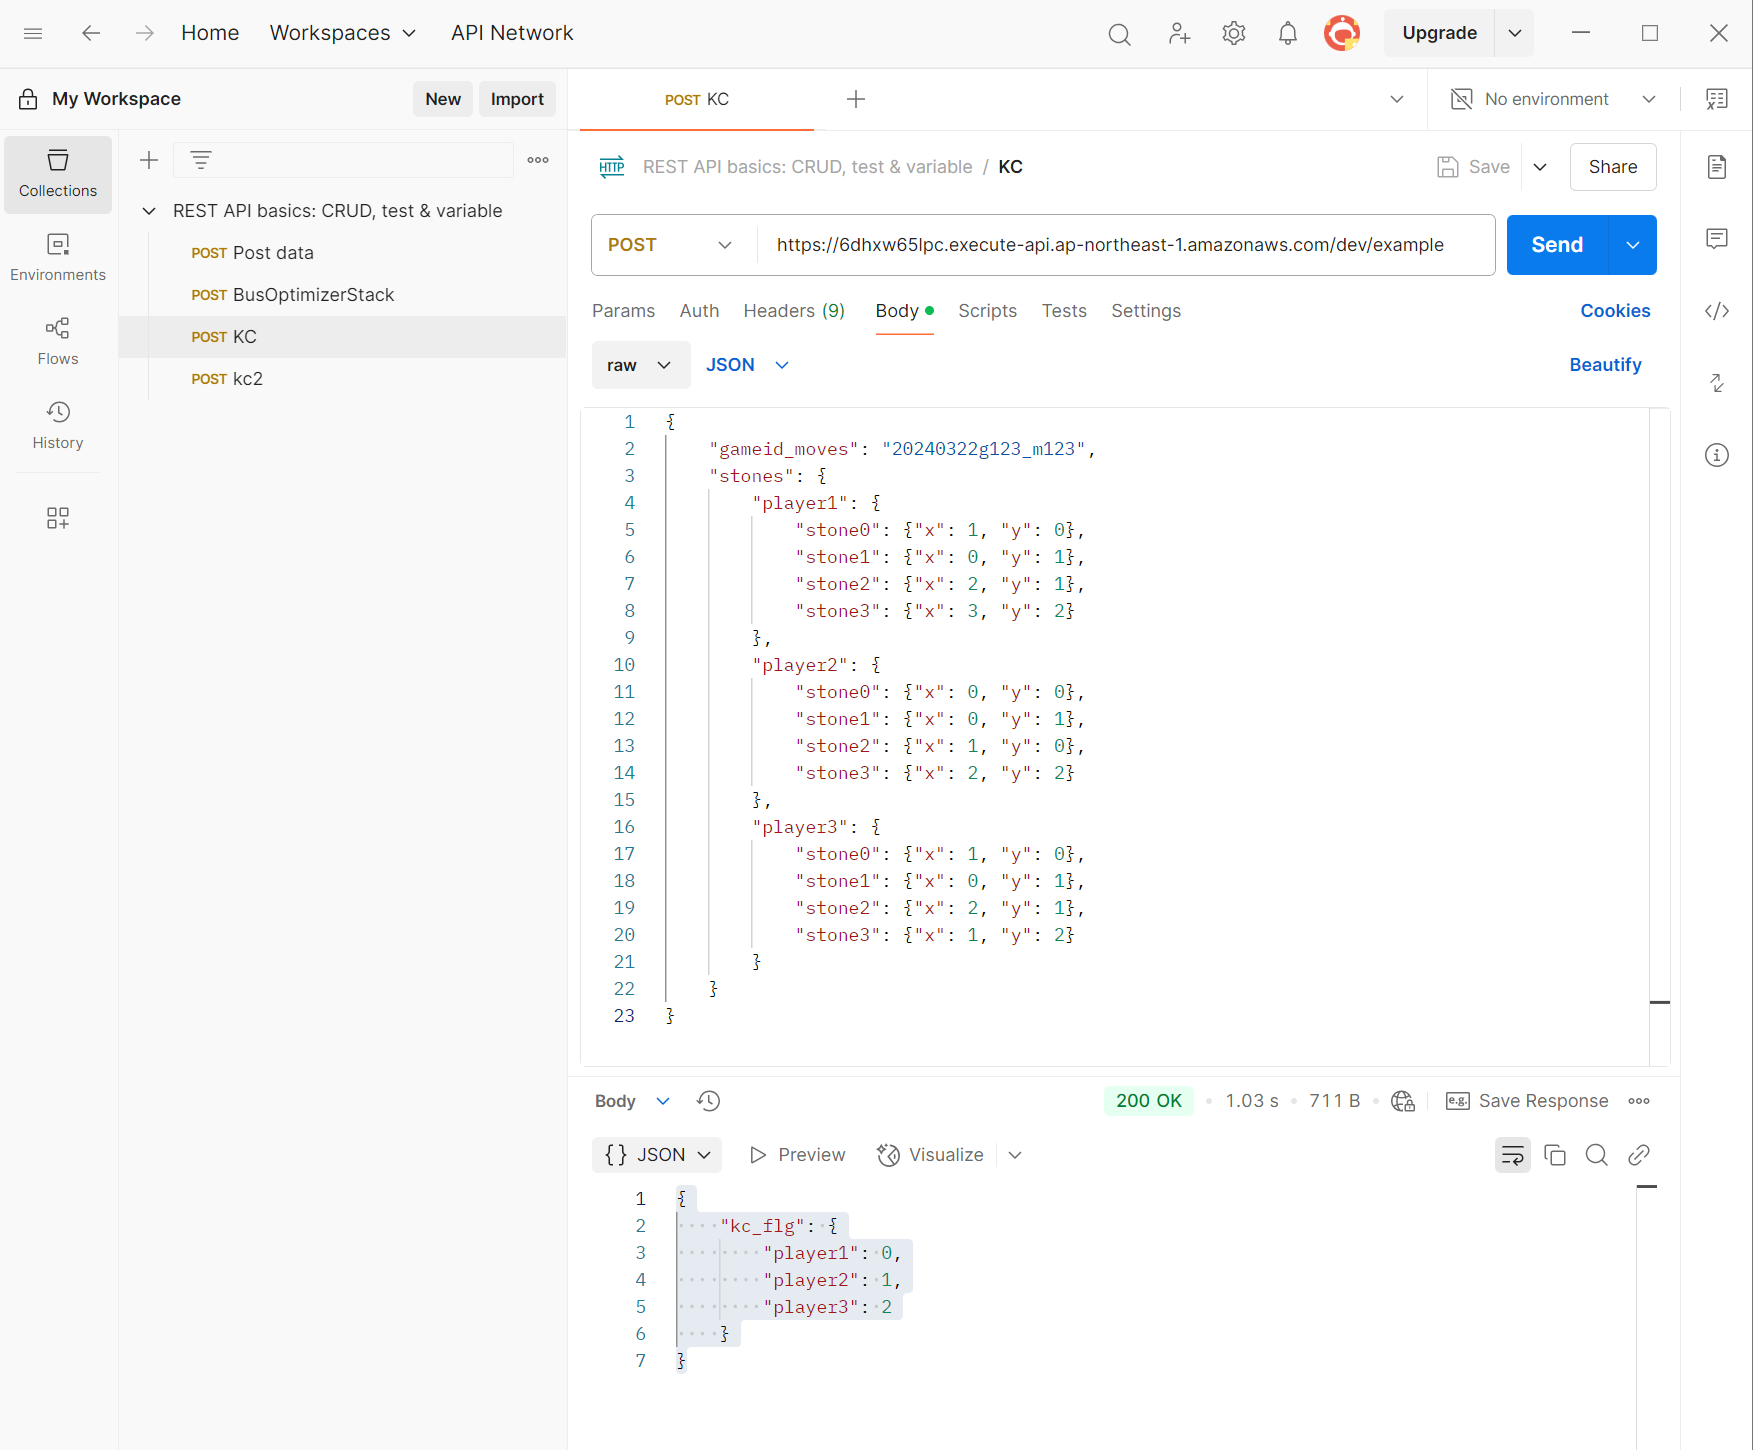 Home Workspaces API Network Upgrade
My Workspace New Import
POST KC No environment
Collections
Environments
Flows
History
REST API basics: CRUD, test & variable
POST Post data
POST BusOptimizerStack
POST KC
POST kc2
HTTP REST API basics: CRUD, test & variable / KC Save Share
POST https://6dhxw65lpc.execute-api.ap-northeast-1.amazonaws.com/dev/example Send
Params Auth Headers (9) Body Scripts Tests Settings Cookies
raw JSON Beautify
1 {
2 "gameid_moves": "20240322g123_m123",
3 "stones": {
4 "player1": {
5 "stone0": {"x": 1, "y": 0},
6 "stone1": {"x": 0, "y": 1},
7 "stone2": {"x": 2, "y": 1},
8 "stone3": {"x": 3, "y": 2}
9 },
10 "player2": {
11 "stone0": {"x": 0, "y": 0},
12 "stone1": {"x": 0, "y": 1},
13 "stone2": {"x": 1, "y": 0},
14 "stone3": {"x": 2, "y": 2}
15 },
16 "player3": {
17 "stone0": {"x": 1, "y": 0},
18 "stone1": {"x": 0, "y": 1},
19 "stone2": {"x": 2, "y": 1},
20 "stone3": {"x": 1, "y": 2}
21 }
22 }
23 }
Body 200 OK • 1.03 s • 711 B • e.g. Save Response
{} JSON Preview Visualize
1 {
2 "kc_flg": {
3 "player1": 0,
4 "player2": 1,
5 "player3": 2
6 }
7 }